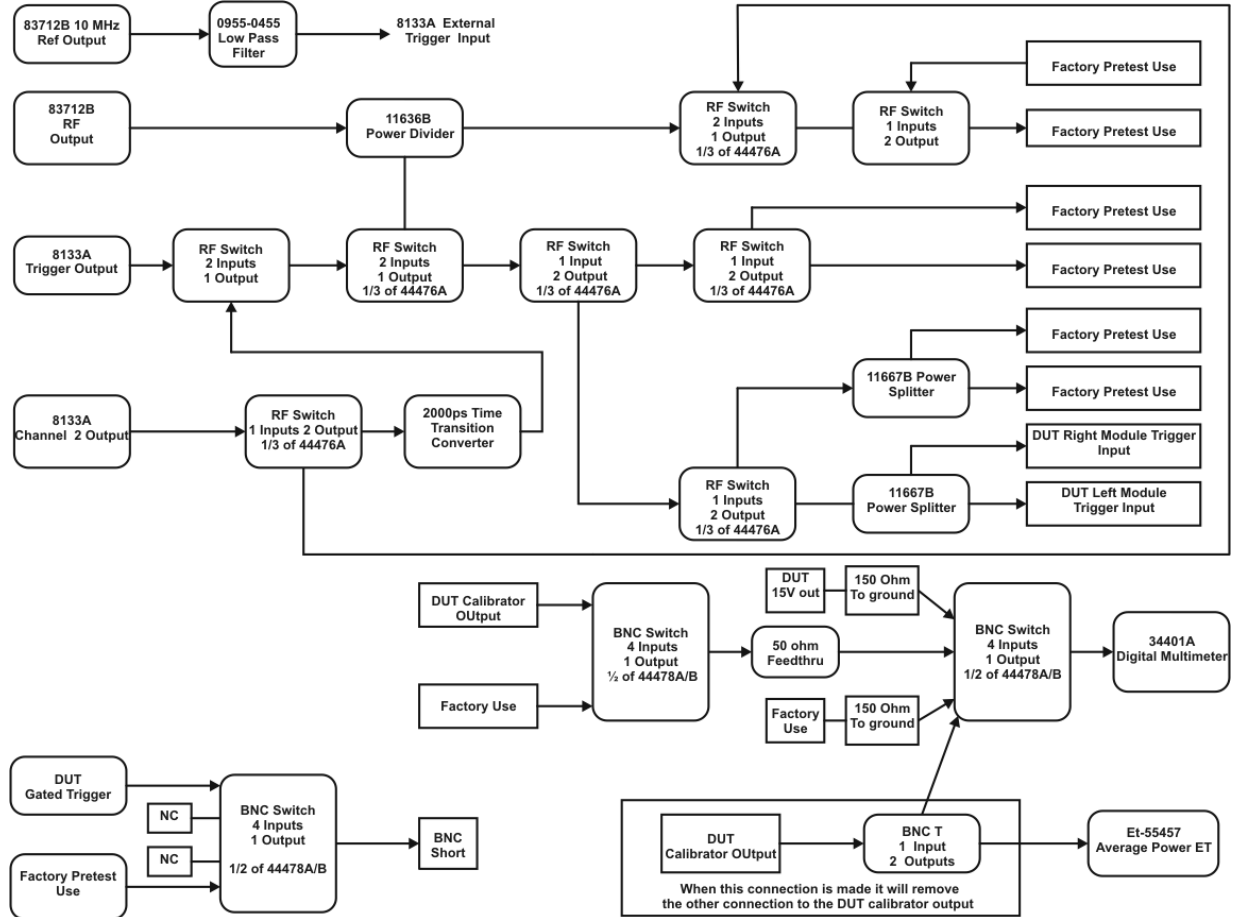 83712B 10 MHz
Ref Output
0955-0455
Low Pass
Filter
8133A External
Trigger Input
Factory Pretest Use
83712B
RF
Output
11636B
Power Divider
RF Switch
2 Inputs
1 Output
1/3 of 44476A
RF Switch
1 Inputs
2 Output
Factory Pretest Use
Factory Pretest Use
8133A
Trigger Output
RF Switch
2 Inputs
1 Output
RF Switch
2 Inputs
1 Output
1/3 of 44476A
RF Switch
1 Input
2 Output
1/3 of 44476A
RF Switch
1 Input
2 Output
1/3 of 44476A
Factory Pretest Use
Factory Pretest Use
8133A
Channel 2 Output
RF Switch
1 Inputs 2 Output
1/3 of 44476A
2000ps Time
Transition
Converter
11667B Power
Splitter
Factory Pretest Use
DUT Right Module Trigger
Input
RF Switch
1 Inputs
2 Output
1/3 of 44476A
11667B
Power Splitter
DUT Left Module
Trigger Input
DUT Calibrator
OUtput
Factory Use
BNC Switch
4 Inputs
1 Output
½ of 44478A/B
DUT
15V out
150 Ohm
To ground
50 ohm
Feedthru
Factory
Use
150 Ohm
To ground
BNC Switch
4 Inputs
1 Output
1/2 of 44478A/B
34401A
Digital Multimeter
DUT
Gated Trigger
NC
NC
Factory Pretest
Use
BNC Switch
4 Inputs
1 Output
1/2 of 44478A/B
BNC
Short
DUT
Calibrator OUtput
BNC T
1 Input
2 Outputs
Et-55457
Average Power ET
When this connection is made it will remove
the other connection to the DUT calibrator output